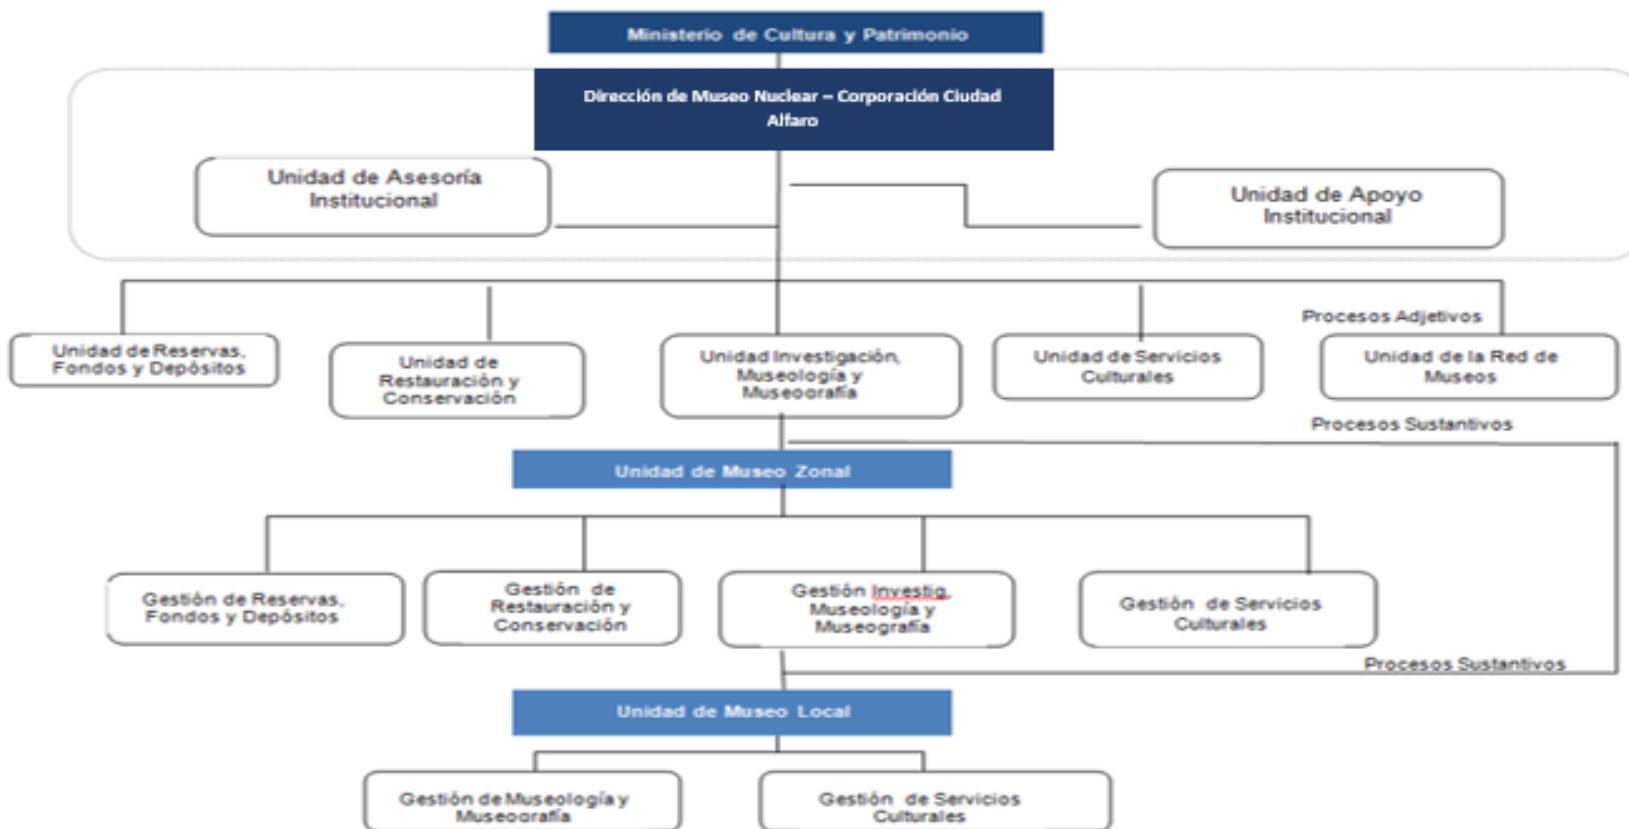 Ministerio de Cultura y Patrimonio
Dirección de Museo Nuclear – Corporación Ciudad
Alfaro
Unidad de Asesoría
Institucional
Unidad de Apoyo
Institucional
Procesos Adjetivos
Unidad de Reservas,
Fondos y Depósitos
Unidad de
Restauración y
Conservación
Unidad Investigación,
Museología y
Museografía
Unidad de Servicios
Culturales
Unidad de la Red de
Museos
Procesos Sustantivos
Unidad de Museo Zonal
Gestión de Reservas,
Fondos y Depósitos
Gestión de
Restauración y
Conservación
Gestión Investig.
Museología y
Museografía
Gestión de Servicios
Culturales
Procesos Sustantivos
Unidad de Museo Local
Gestión de Museología y
Museografía
Gestión de Servicios
Culturales